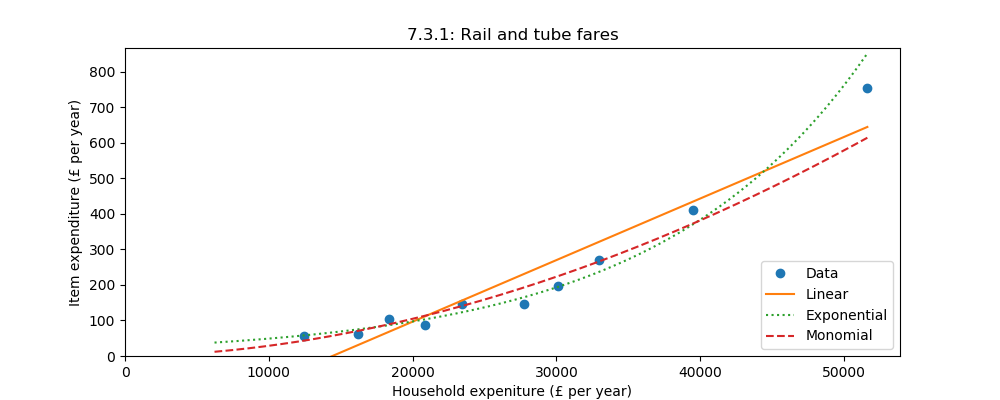 7.3.1: Rail and tube fares
Item expenditure (£ per year)
800
700
600
500
400
300
200
100
0
0 10000 20000 30000 40000 50000
Household expeniture (£ per year)
Data
Linear
Exponential
Monomial